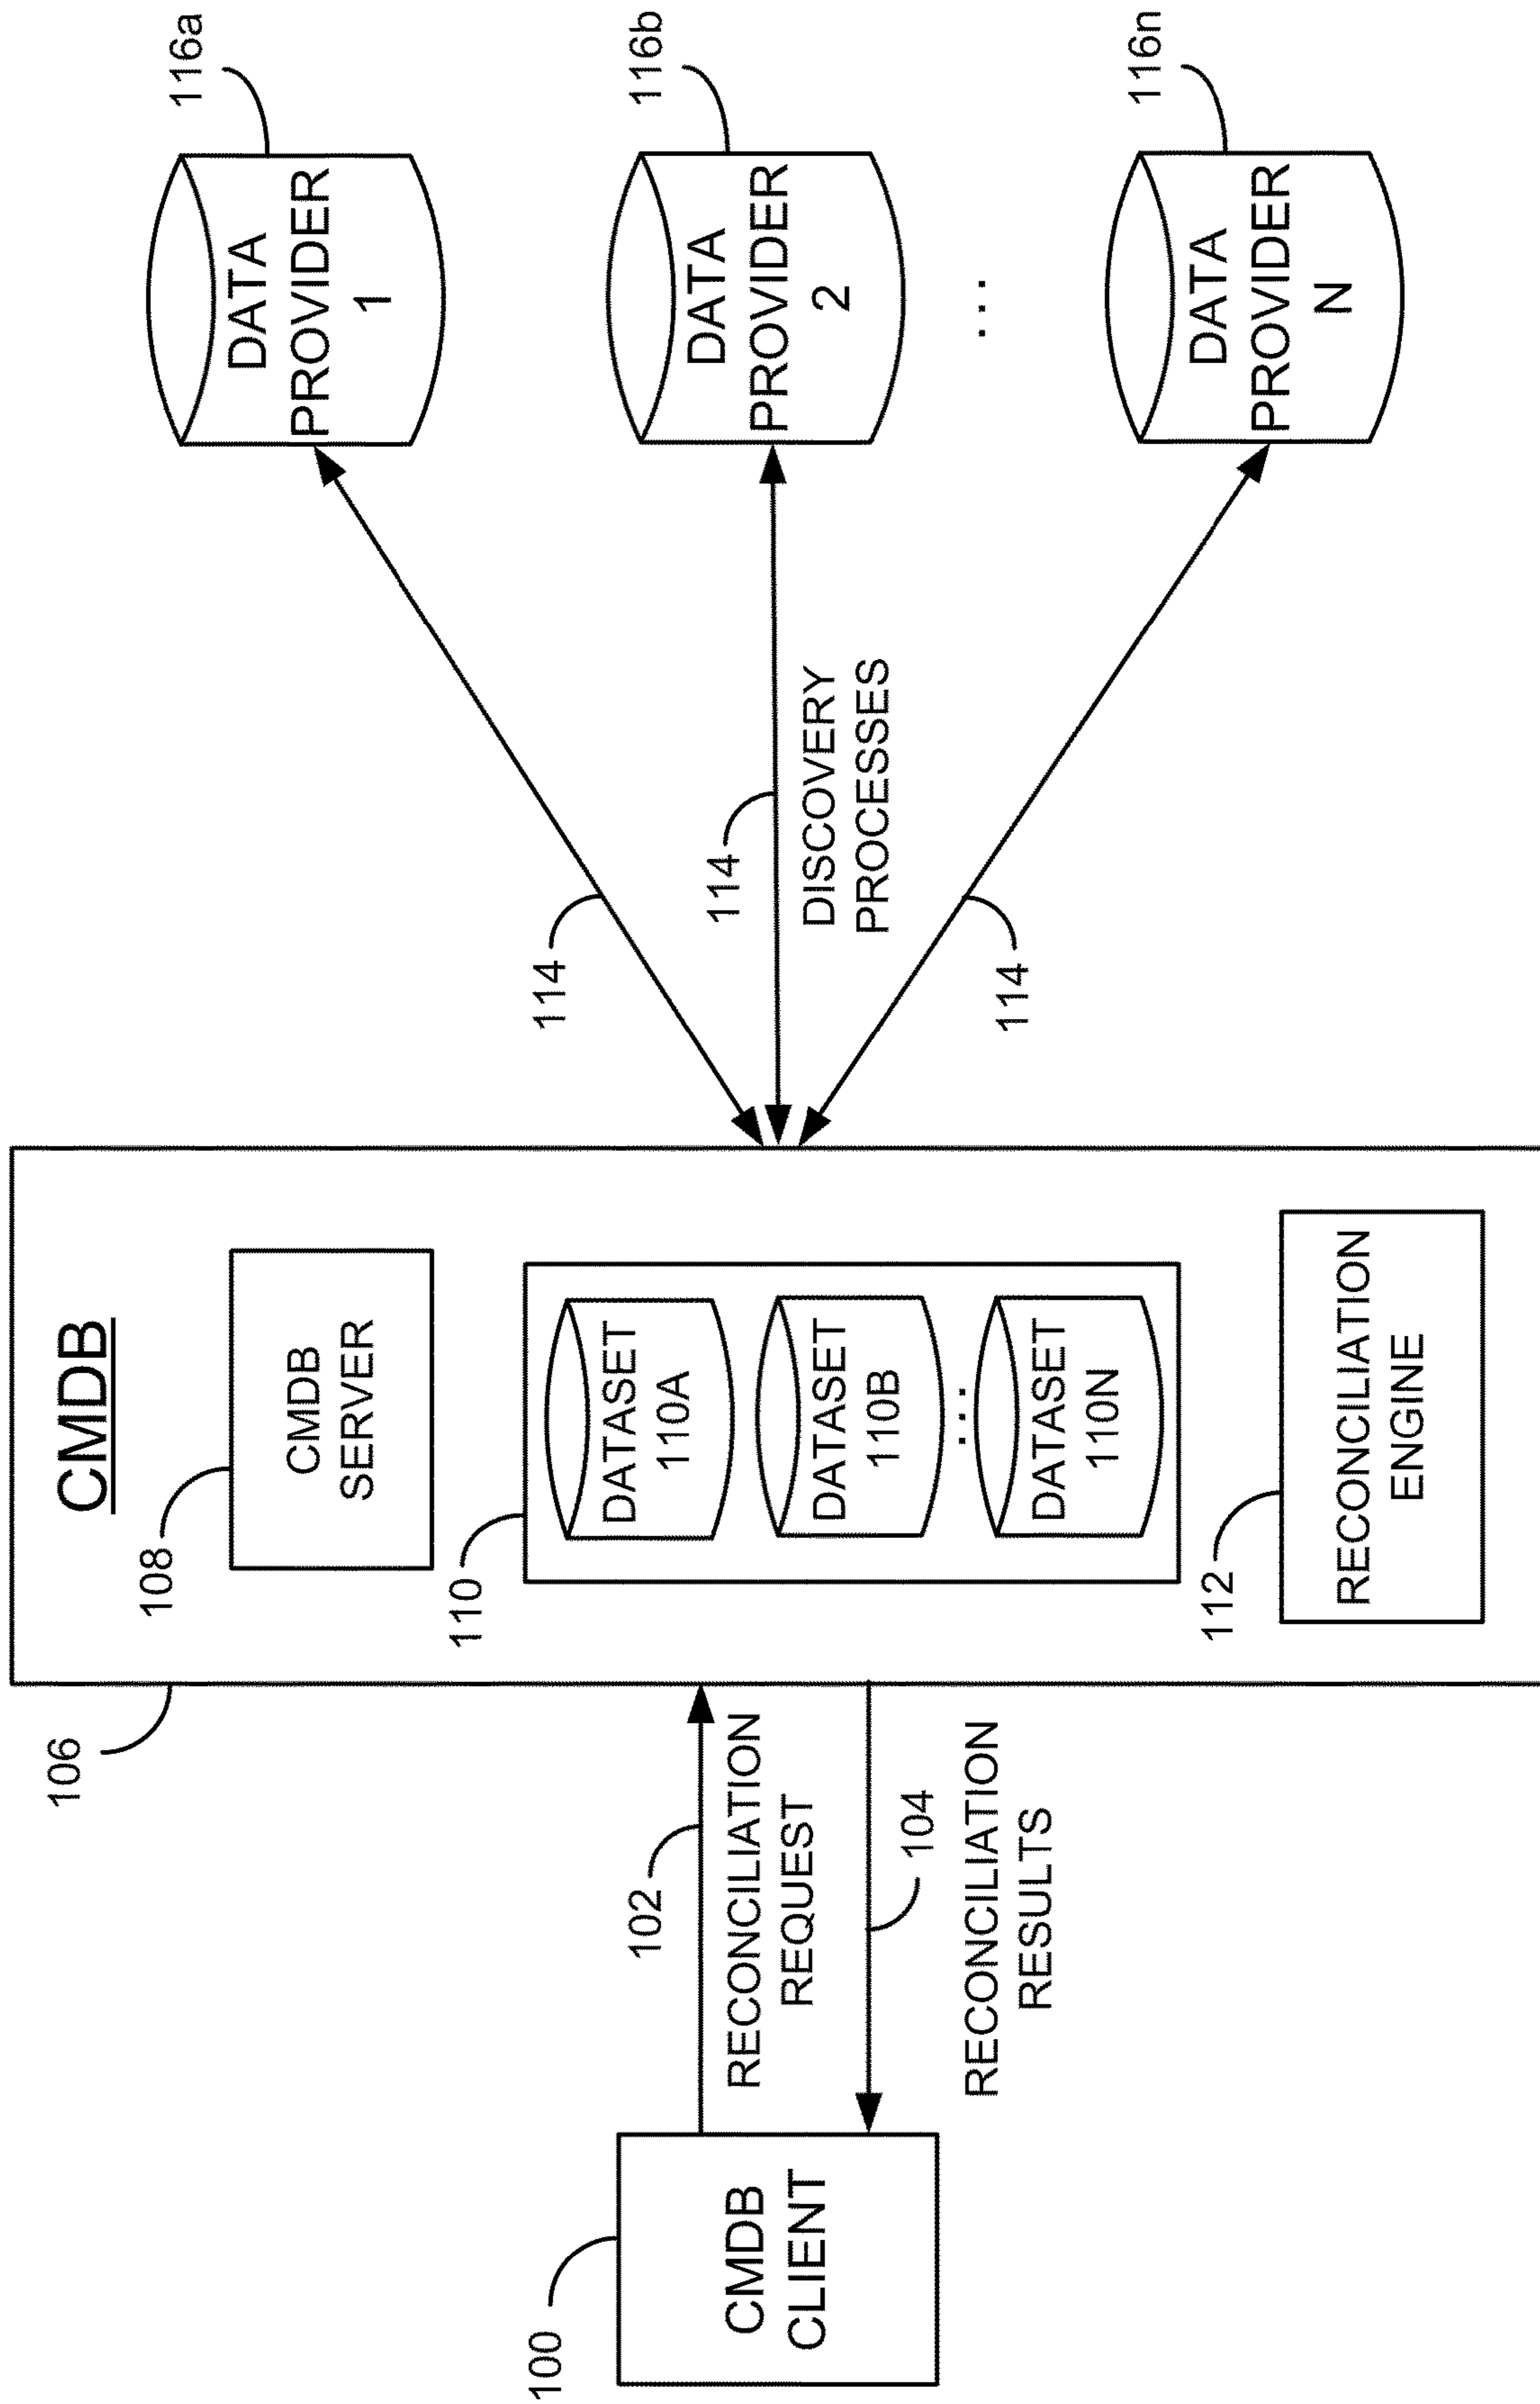 CMDB
106
108
CMDB
SERVER
110
DATASET
110A
DATASET
110B
...
DATASET
110N
112
RECONCILIATION
ENGINE
100
CMDB
CLIENT
102
RECONCILIATION
REQUEST
104
RECONCILIATION
RESULTS
114
114
DISCOVERY
PROCESSES
114
116a
DATA
PROVIDER
1
116b
DATA
PROVIDER
2
...
116n
DATA
PROVIDER
N